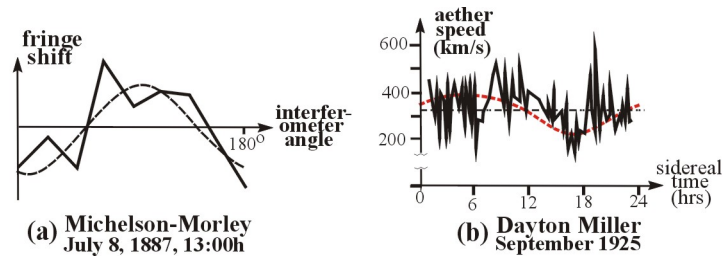 fringe
shift
interfer-
ometer
angle
180°
(a) Michelson-Morley
July 8, 1887, 13:00h
aether
speed
(km/s)
600
400
200
0
6
12
18
24
sidereal
time
(hrs)
(b) Dayton Miller
September 1925